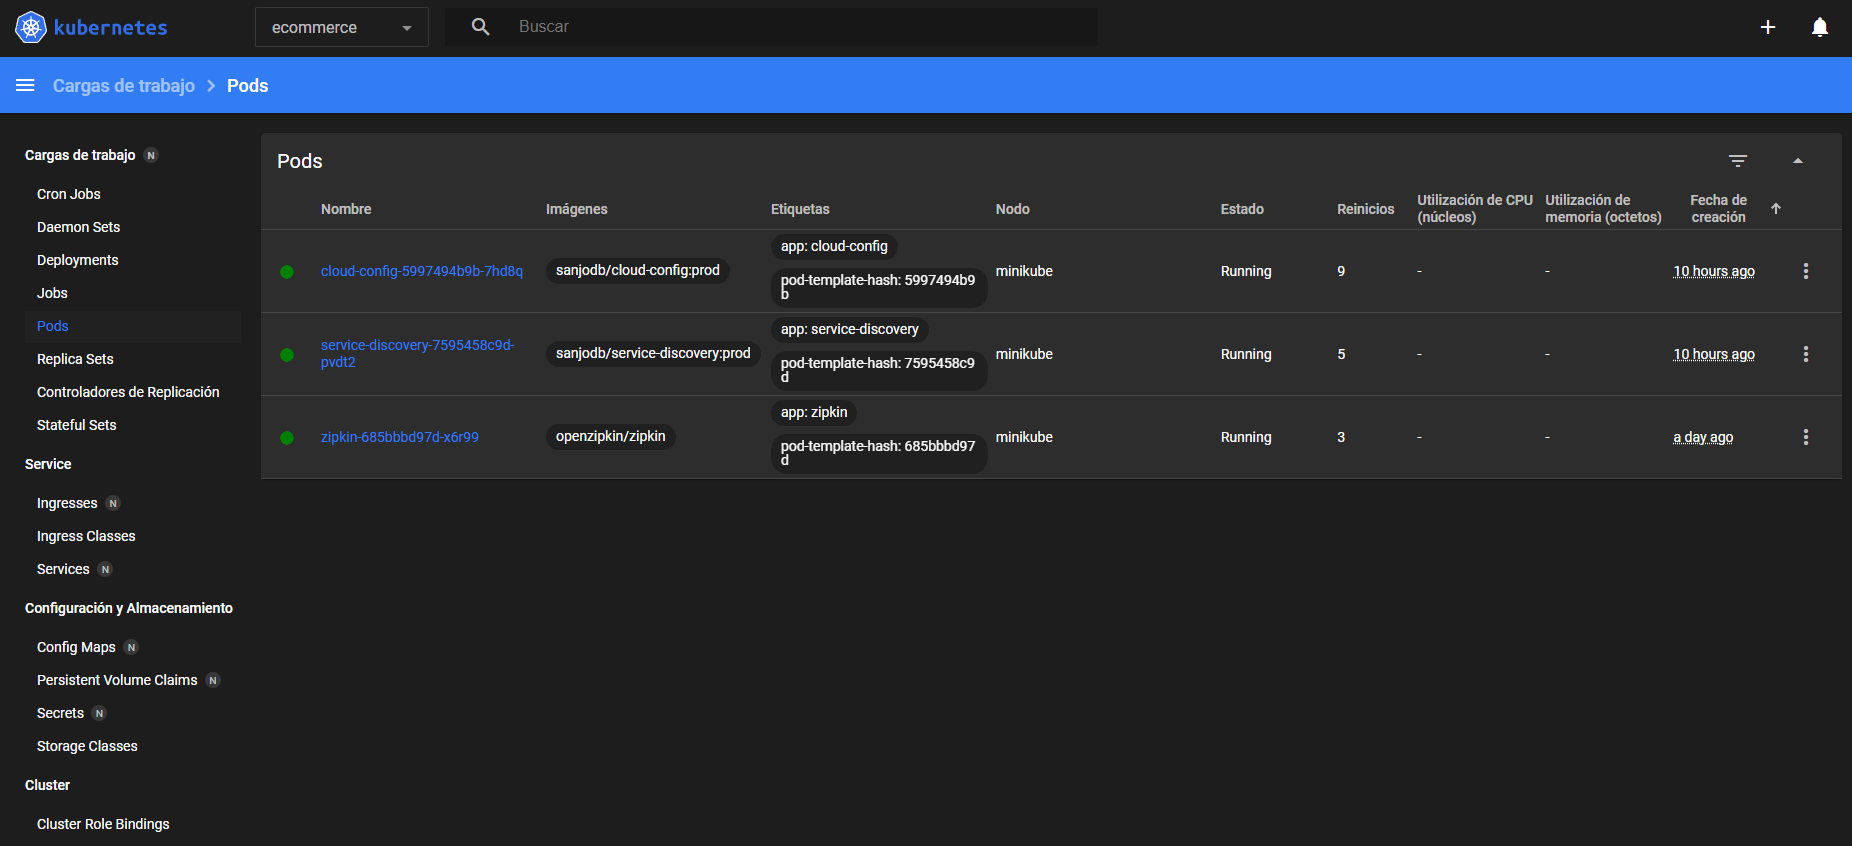 kubernetes
ecommerce
Buscar
Cargas de trabajo
Pods
Cargas de trabajo N
Cron Jobs
Daemon Sets
Deployments
Jobs
Pods
Replica Sets
Controladores de Replicación
Stateful Sets
Service
Ingresses N
Ingress Classes
Services N
Configuración y Almacenamiento
Config Maps N
Persistent Volume Claims N
Secrets N
Storage Classes
Cluster
Cluster Role Bindings
Pods
Nombre
Imágenes
Etiquetas
Nodo
Estado
Reinicios
Utilización de CPU
(núcleos)
Utilización de
memoria (octetos)
Fecha de
creación
cloud-config-5997494b9b-7hd8q
sanjodb/cloud-config:prod
app: cloud-config
pod-template-hash: 5997494b9
b
minikube
Running
9
-
-
10 hours ago
service-discovery-7595458c9d-
pvdt2
sanjodb/service-discovery:prod
app: service-discovery
pod-template-hash: 7595458c9
d
minikube
Running
5
-
-
10 hours ago
zipkin-685bbbd97d-x6r99
openzipkin/zipkin
app: zipkin
pod-template-hash: 685bbbd97
d
minikube
Running
3
-
-
a day ago